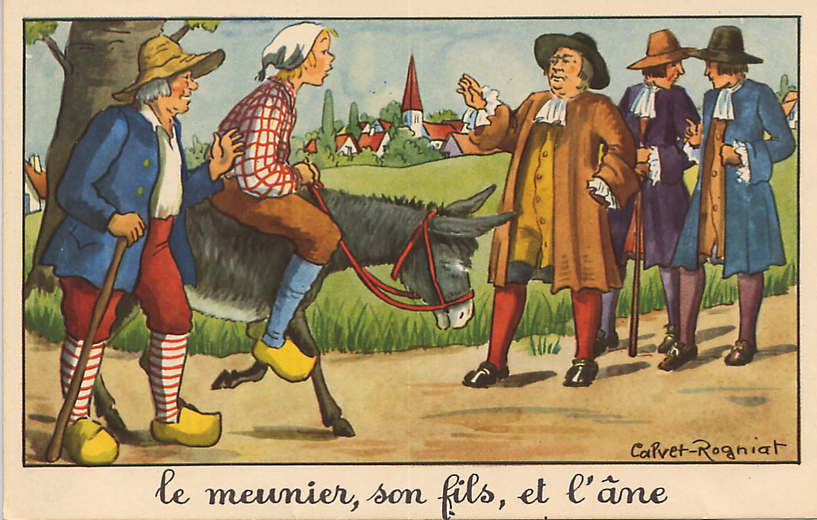 Calvet-Rogniat
le meunier, son fils, et l'âne